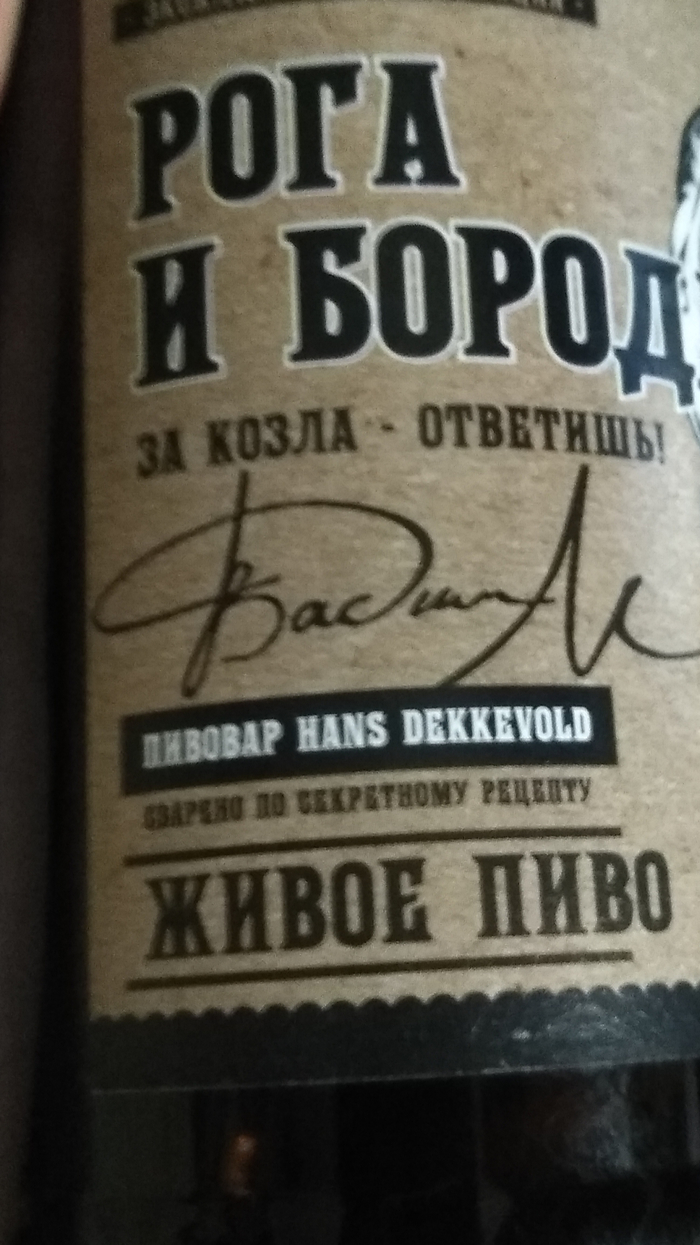 РОГА
И БОРОД
ЗА КОЗЛА - ОТВЕТИШЬ!
ПИВОВАР HANS DEKKEVOLD
СВАРЕНО ПО СЕКРЕТНОМУ РЕЦЕПТУ
ЖИВОЕ ПИВО